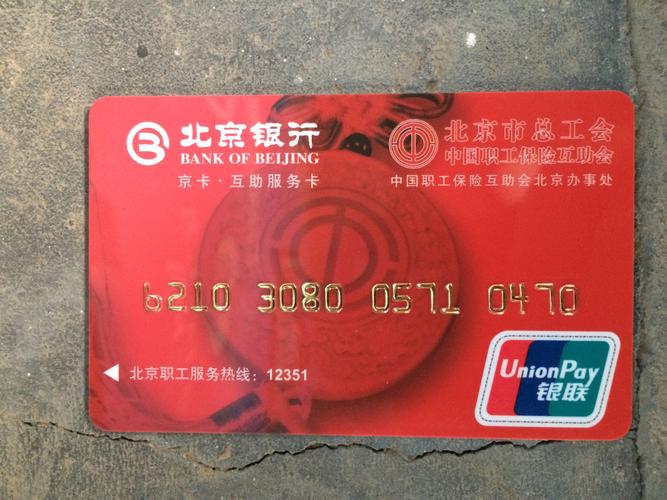 北京银行
BANK OF BEIJING
京卡·互助服务卡
北京市总工会
中国职工保险互助会
中国职工保险互助会北京办事处
6210 3080 0571 0470
北京职工服务热线：12351
UnionPay
银联